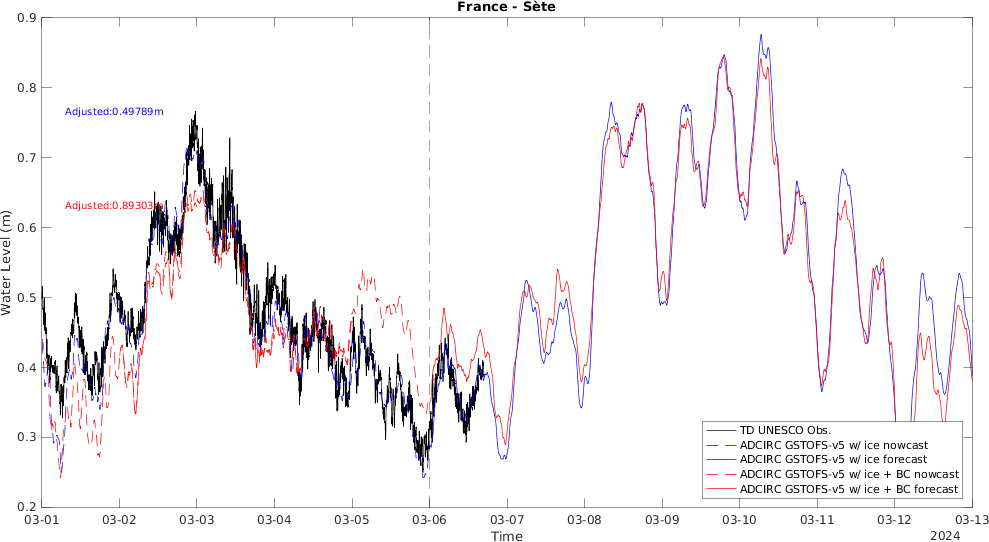 France - Sète
0.9
0.8
0.7
0.6
0.5
0.4
0.3
0.2
Water Level (m)
Adjusted:0.49789m
Adjusted:0.89303m
TD UNESCO Obs.
ADCIRC GSTOFS-v5 w/ ice nowcast
ADCIRC GSTOFS-v5 w/ ice forecast
ADCIRC GSTOFS-v5 w/ ice + BC nowcast
ADCIRC GSTOFS-v5 w/ ice + BC forecast
03-01 03-02 03-03 03-04 03-05 03-06 03-07 03-08 03-09 03-10 03-11 03-12 03-13
Time
2024